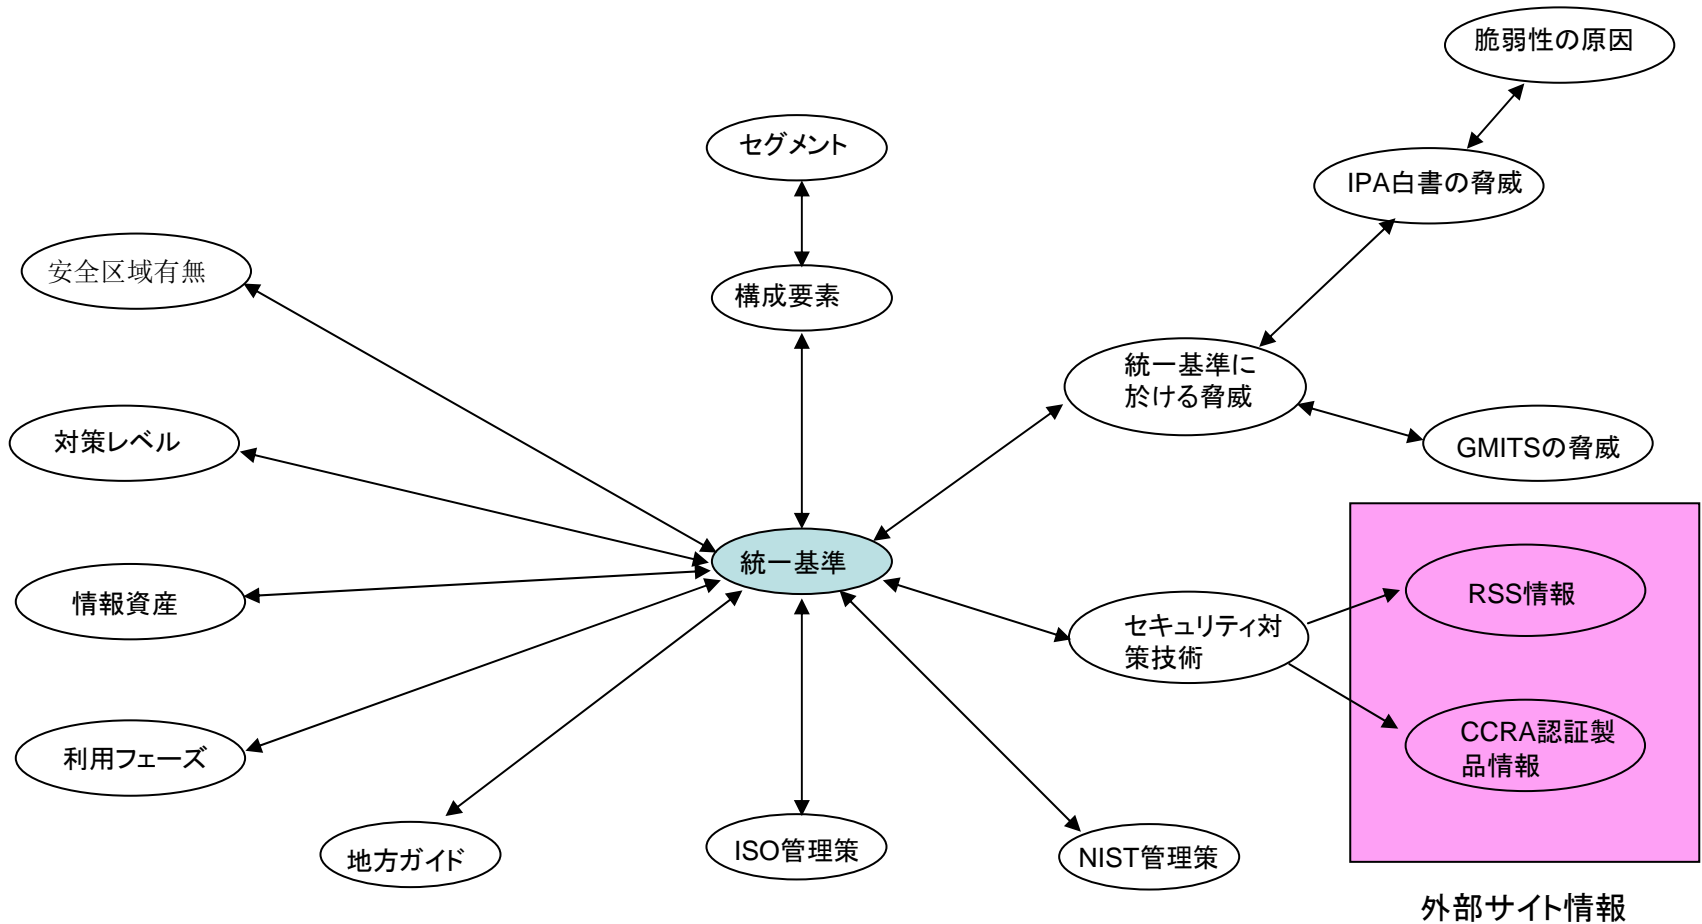 脆弱性の原因
セグメント
IPA白書の脅威
安全区域有無
構成要素
統一基準に
於ける脅威
対策レベル
GMITSの脅威
統一基準
情報資産
RSS情報
セキュリティ対
策技術
利用フェーズ
CCRA認証製
品情報
地方ガイド
ISO管理策
NIST管理策
外部サイト情報